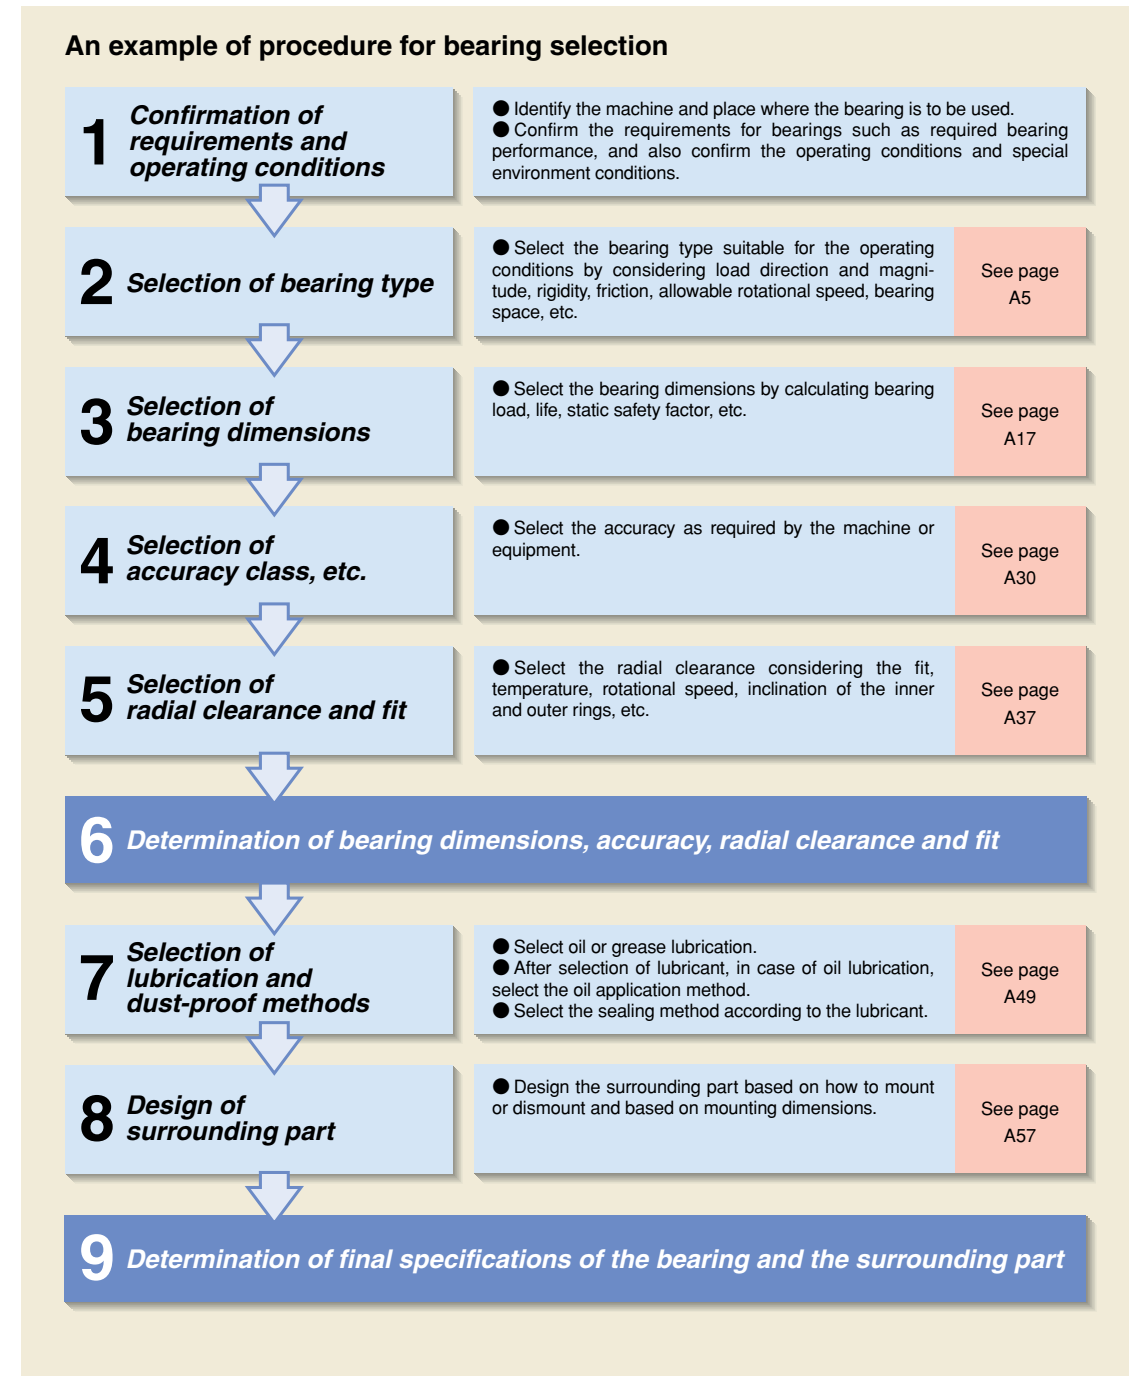 An example of procedure for bearing selection
1
Confirmation of
requirements and
operating conditions
● Identify the machine and place where the bearing is to be used.
● Confirm the requirements for bearings such as required bearing
performance, and also confirm the operating conditions and special
environment conditions.
2
Selection of bearing type
● Select the bearing type suitable for the operating
conditions by considering load direction and magni-
tude, rigidity, friction, allowable rotational speed, bearing
space, etc.
See page
A5
3
Selection of
bearing dimensions
● Select the bearing dimensions by calculating bearing
load, life, static safety factor, etc.
See page
A17
4
Selection of
accuracy class, etc.
● Select the accuracy as required by the machine or
equipment.
See page
A30
5
Selection of
radial clearance and fit
● Select the radial clearance considering the fit,
temperature, rotational speed, inclination of the inner
and outer rings, etc.
See page
A37
6 Determination of bearing dimensions, accuracy, radial clearance and fit
7
Selection of
lubrication and
dust-proof methods
● Select oil or grease lubrication.
● After selection of lubricant, in case of oil lubrication,
select the oil application method.
● Select the sealing method according to the lubricant.
See page
A49
8
Design of
surrounding part
● Design the surrounding part based on how to mount
or dismount and based on mounting dimensions.
See page
A57
9 Determination of final specifications of the bearing and the surrounding part